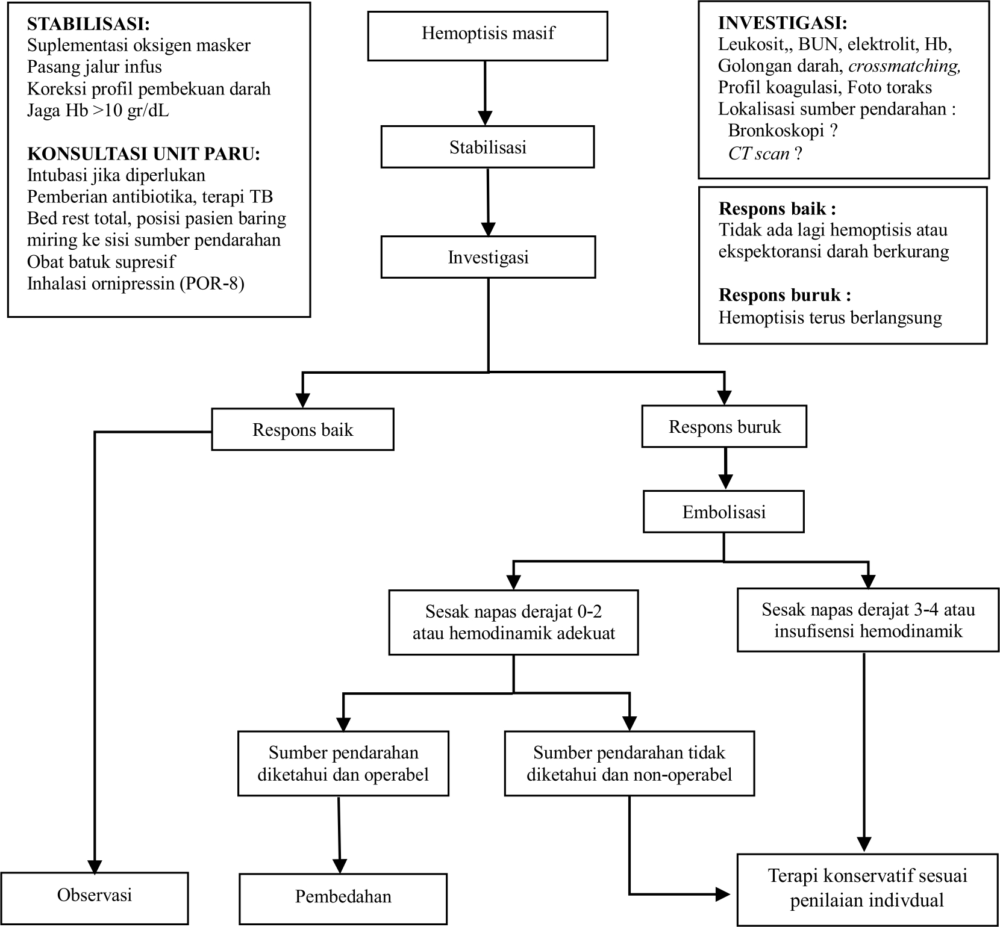 STABILISASI:
Suplementasi oksigen masker
Pasang jalur infus
Koreksi profil pembekuan darah
Jaga Hb >10 gr/dL
KONSULTASI UNIT PARU:
Intubasi jika diperlukan
Pemberian antibiotika, terapi TB
Bed rest total, posisi pasien baring
miring ke sisi sumber pendarahan
Obat batuk supresif
Inhalasi ornipressin (POR-8)
Hemoptisis masif
Stabilisasi
Investigasi
INVESTIGASI:
Leukosit,, BUN, elektrolit, Hb,
Golongan darah, crossmatching,
Profil koagulasi, Foto toraks
Lokalisasi sumber pendarahan :
Bronkoskopi ?
CT scan ?
Respons baik :
Tidak ada lagi hemoptisis atau
ekspektoransi darah berkurang
Respons buruk :
Hemoptisis terus berlangsung
Respons baik
Respons buruk
Embolisasi
Sesak napas derajat 0-2
atau hemodinamik adekuat
Sesak napas derajat 3-4 atau
insufisensi hemodinamik
Sumber pendarahan
diketahui dan operabel
Sumber pendarahan tidak
diketahui dan non-operabel
Observasi
Pembedahan
Terapi konservatif sesuai
penilaian indivdual